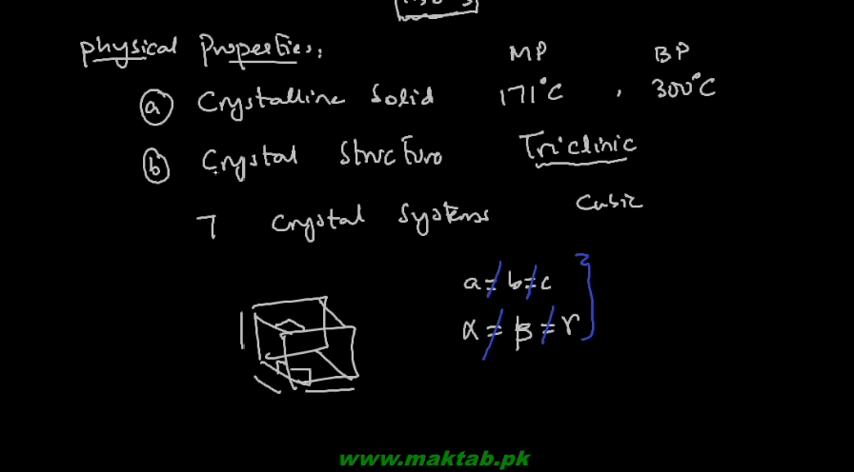 Physical Properties:
MP BP
(a) Crystalline Solid 171°C , 300°C
(b) Crystal Structure Triclinic
7 Crystal Systems Cubic
a ≠ b ≠ c
α ≠ β ≠ γ
www.maktab.pk